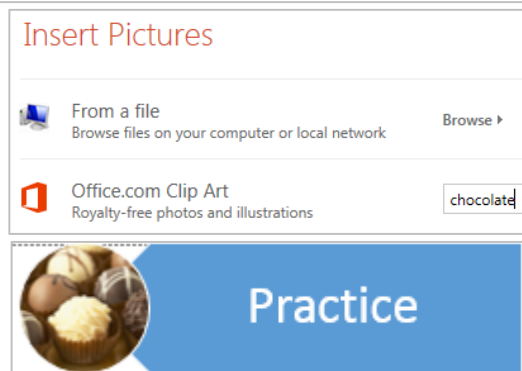 Insert Pictures
From a file
Browse files on your computer or local network
Browse
Office.com Clip Art
Royalty-free photos and illustrations
chocolate
Practice